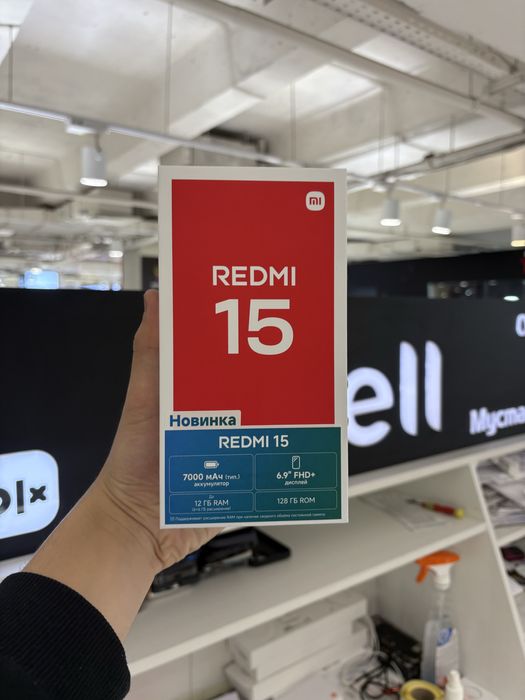 mi
REDMI
15
Новинка
REDMI 15
7000 мАч (тип.)
аккумулятор
6.9" FHD+
дисплей
До
12 ГБ RAM
128 ГБ ROM
ell
Муста
olx